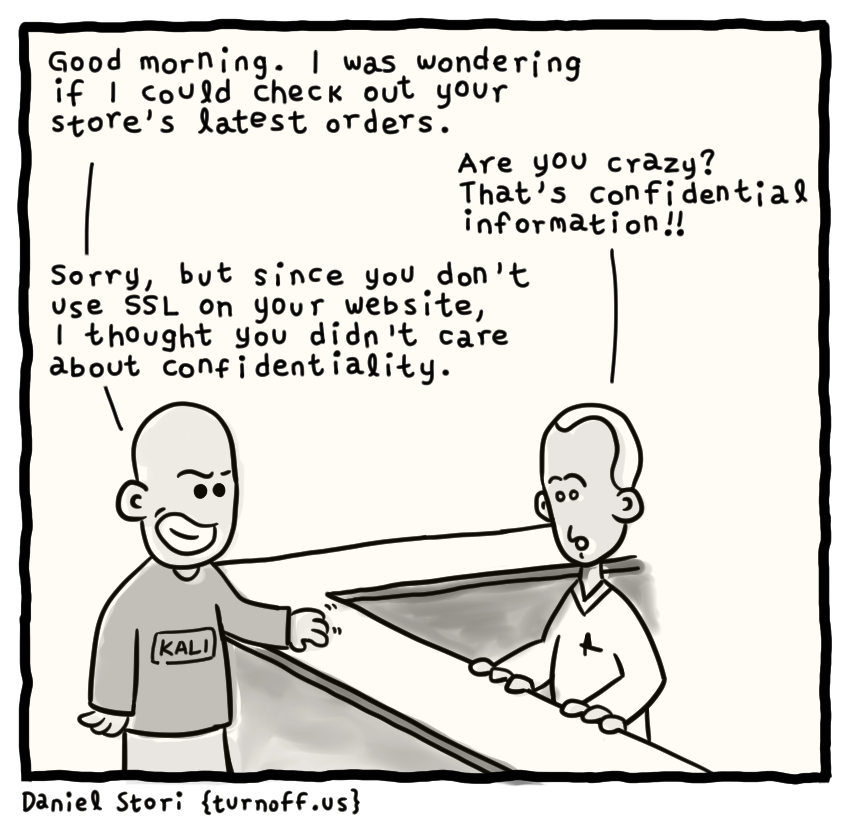 Good morning. I was wondering
if I could check out your
store's latest orders.
Are you crazy?
That's confidential
information!!
Sorry, but since you don't
use SSL on your website,
I thought you didn't care
about confidentiality.
KALI
A
Daniel Stori {turnoff.us}